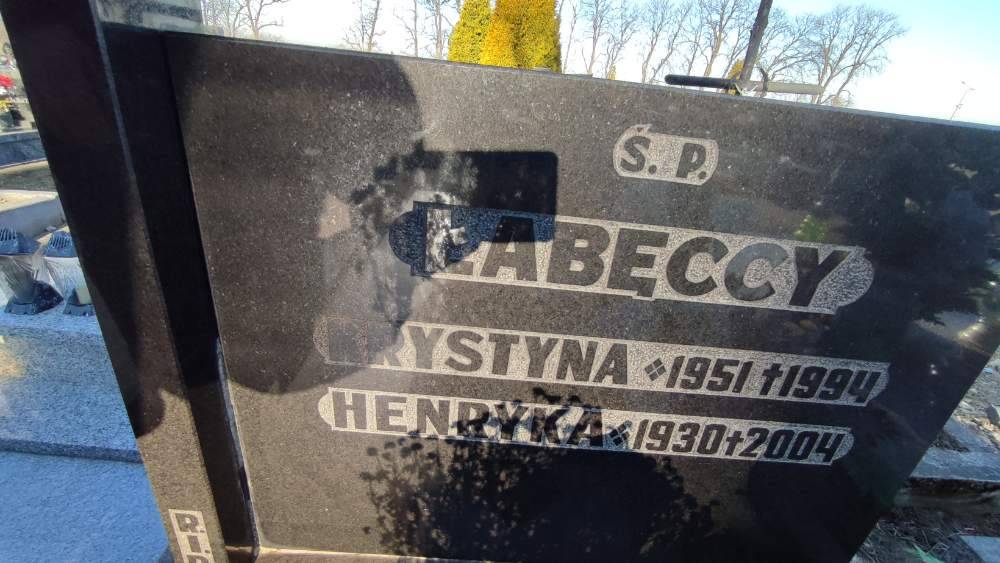 Ś. P.
ŁABĘCCY
KRYSTYNA 1951 †1994
HENRYKA 1930†2004
R.I.P